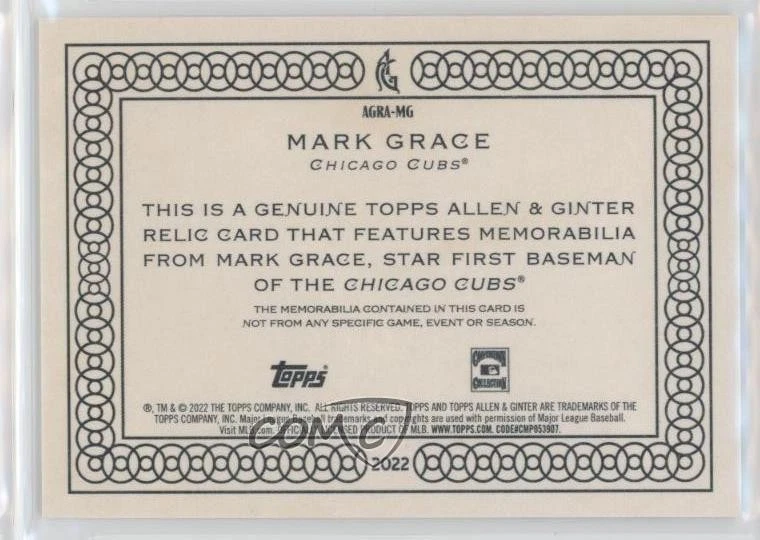 AG
AGRA-MG
MARK GRACE
CHICAGO CUBS®
THIS IS A GENUINE TOPPS ALLEN & GINTER
RELIC CARD THAT FEATURES MEMORABILIA
FROM MARK GRACE, STAR FIRST BASEMAN
OF THE CHICAGO CUBS®
THE MEMORABILIA CONTAINED IN THIS CARD IS
NOT FROM ANY SPECIFIC GAME, EVENT OR SEASON.
topps
COOPERSTOWN
COLLECTION
®, TM & © 2022 THE TOPPS COMPANY, INC. ALL RIGHTS RESERVED. TOPPS AND TOPPS ALLEN & GINTER ARE TRADEMARKS OF THE
TOPPS COMPANY, INC. Major League Baseball trademarks and copyrights are used with permission of Major League Baseball.
Visit MLB.com. OFFICIALLY LICENSED PRODUCT OF MLB. WWW.TOPPS.COM. CODE#CMP053907.
COMC
2022